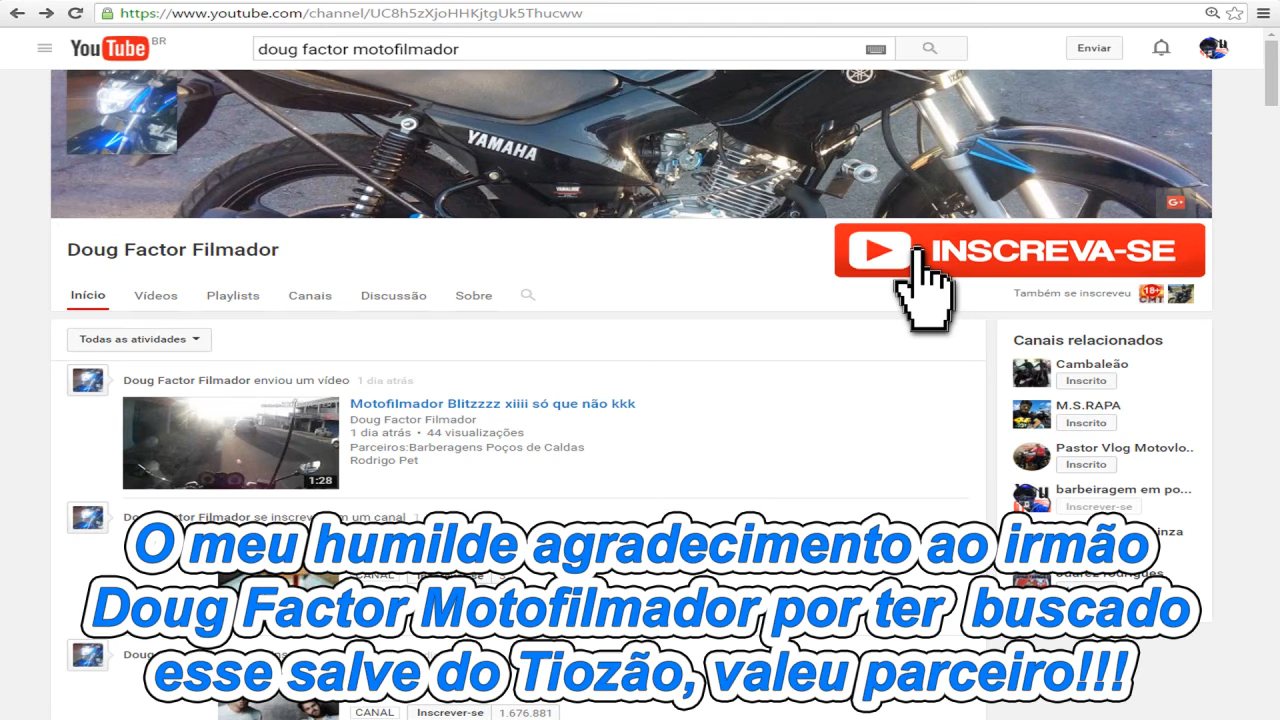 https://www.youtube.com/channel/UC8h5zXjoHHKjtgUk5Thucww
YouTube BR
doug factor motofilmador
Enviar
YAMAHA
G+
Doug Factor Filmador
INSCREVA-SE
Início Vídeos Playlists Canais Discussão Sobre
Também se inscreveu
18+
Todas as atividades
Canais relacionados
Cambaleão
Inscrito
M.S.RAPA
Inscrito
Pastor Vlog Motovlo..
Inscrito
barbeiragem em po...
Inscrever-se
Doug Factor Filmador enviou um vídeo 1 dia atrás
Motofilmador Blitzzzz xiiii só que não kkk
Doug Factor Filmador
1 dia atrás • 44 visualizações
Parceiros:Barberagens Poços de Caldas
Rodrigo Pet
1:28
O meu humilde agradecimento ao irmão
Doug Factor Motofilmador por ter buscado
esse salve do Tiozão, valeu parceiro!!!
CANAL Inscrever-se 1.676.881